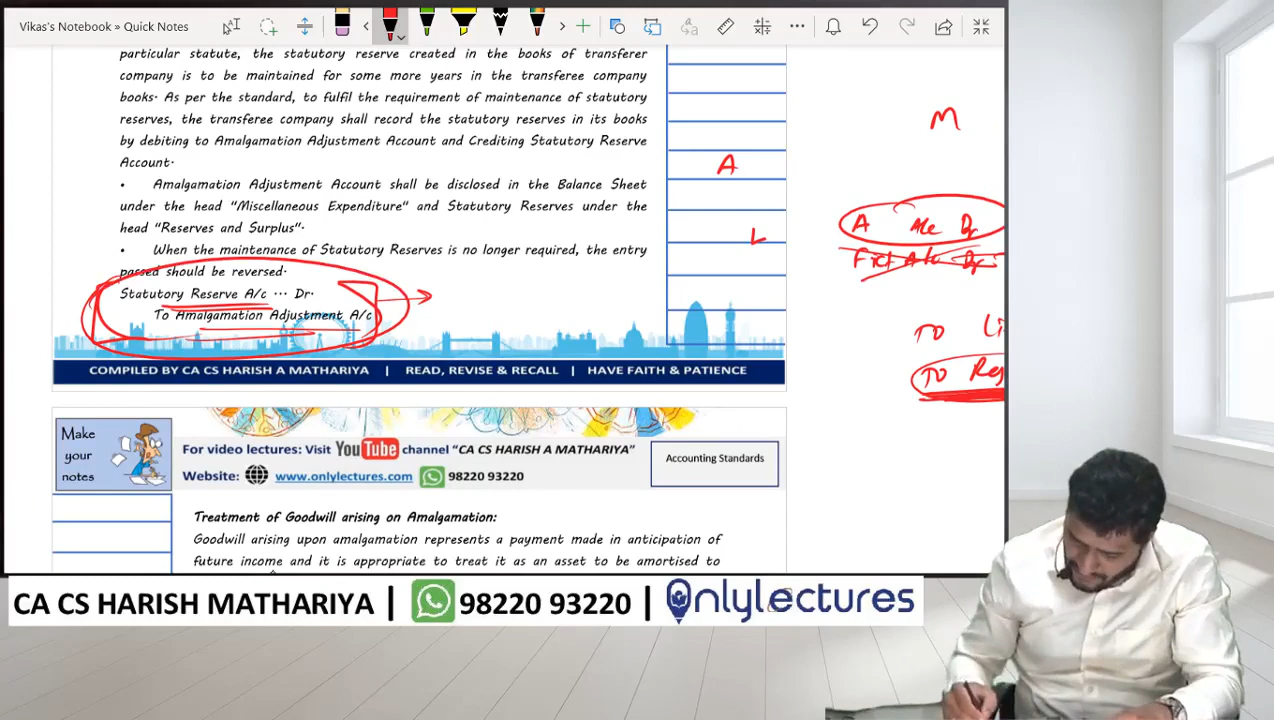 Vikas's Notebook » Quick Notes
particular statute, the statutory reserve created in the books of transferer
company is to be maintained for some more years in the transferee company
books. As per the standard, to fulfil the requirement of maintenance of statutory
reserves, the transferee company shall record the statutory reserves in its books
by debiting to Amalgamation Adjustment Account and Crediting Statutory Reserve
Account.
• Amalgamation Adjustment Account shall be disclosed in the Balance Sheet
under the head "Miscellaneous Expenditure" and Statutory Reserves under the
head "Reserves and Surplus".
• When the maintenance of Statutory Reserves is no longer required, the entry
passed should be reversed.
Statutory Reserve A/c ... Dr.
To Amalgamation Adjustment A/c
A
L
M
A A/c Dr
To Li
To Res
COMPILED BY CA CS HARISH A MATHARIYA | READ, REVISE & RECALL | HAVE FAITH & PATIENCE
Make
your
notes
For video lectures: Visit YouTube channel "CA CS HARISH A MATHARIYA"
Website: www.onlylectures.com 98220 93220
Accounting Standards
Treatment of Goodwill arising on Amalgamation:
Goodwill arising upon amalgamation represents a payment made in anticipation of
future income and it is appropriate to treat it as an asset to be amortised to
CA CS HARISH MATHARIYA | 98220 93220 | Onlylectures